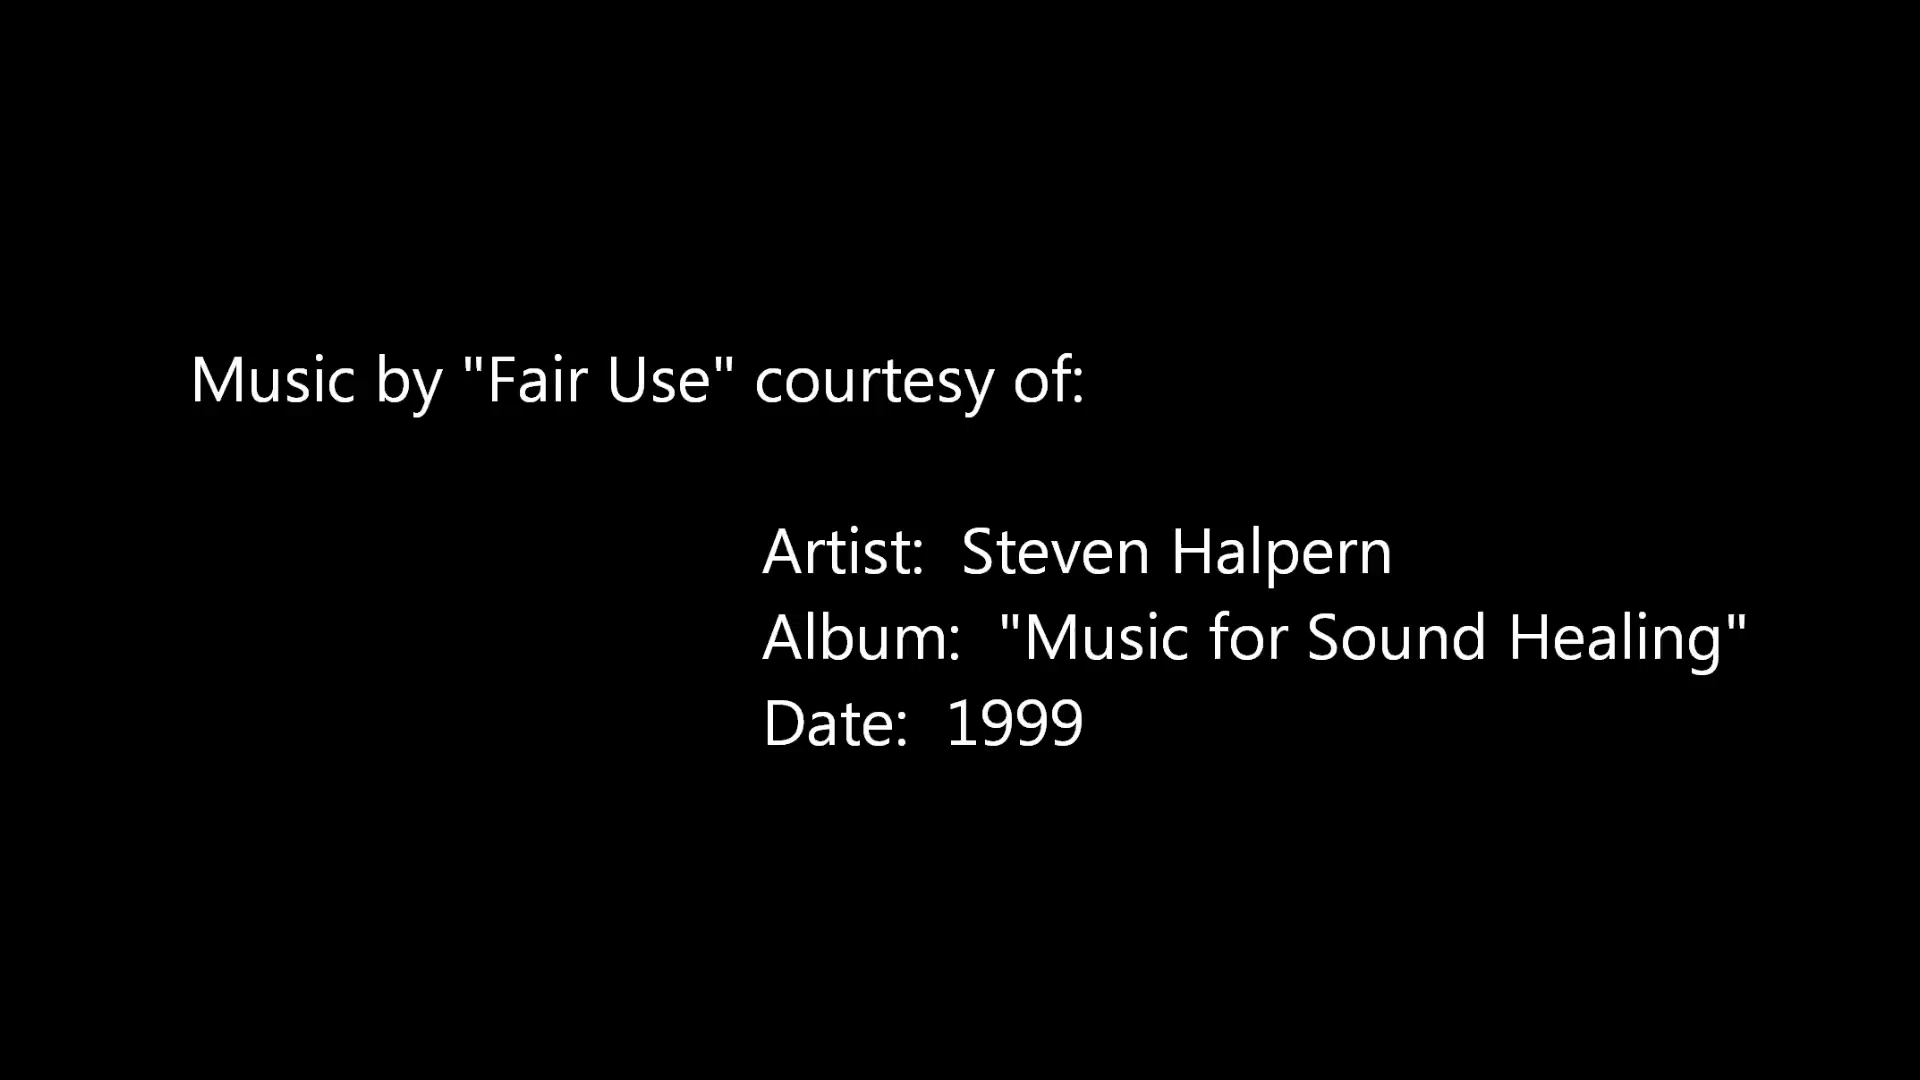 Music by "Fair Use" courtesy of:
Artist:  Steven Halpern
Album:  "Music for Sound Healing"
Date:  1999